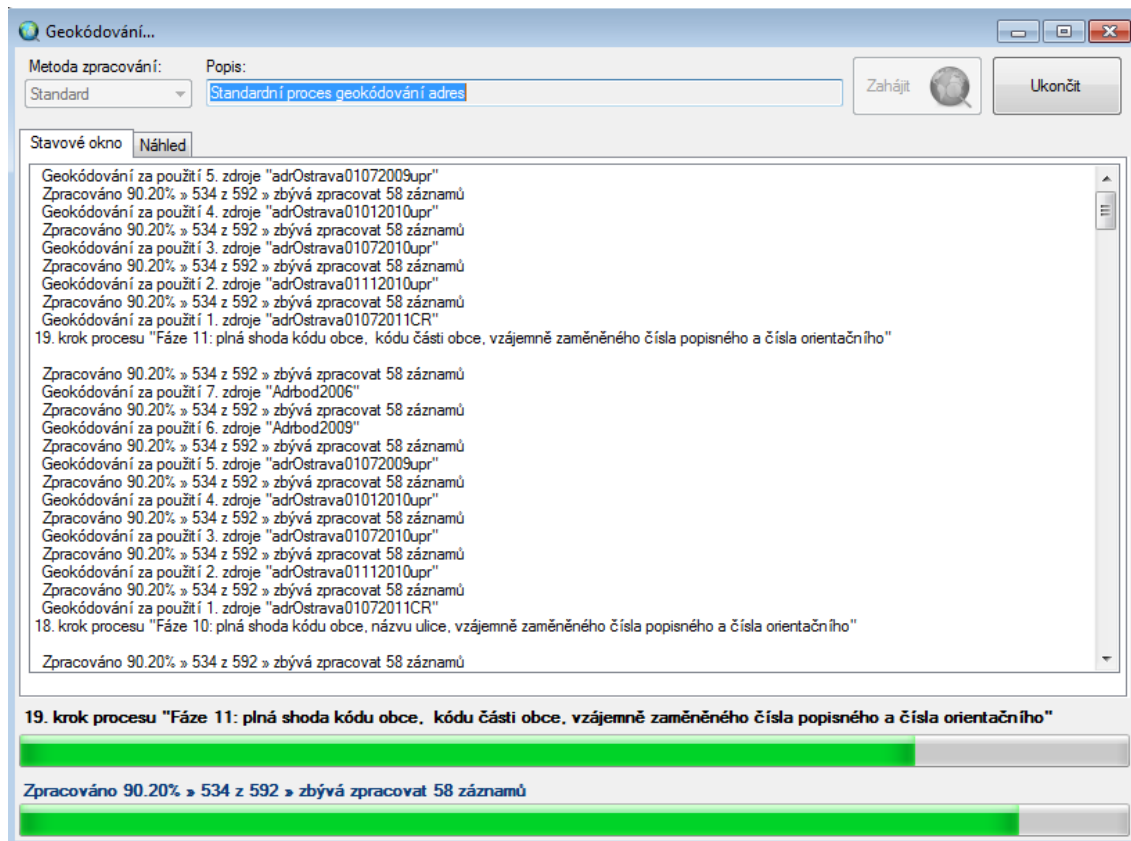 Geokódování...
Metoda zpracování: Popis:
Standard Standardní proces geokódování adres Zahájit Ukončit
Stavové okno Náhled
Geokódování za použití 5. zdroje "adrOstrava01072009upr"
Zpracováno 90.20% » 534 z 592 » zbývá zpracovat 58 záznamů
Geokódování za použití 4. zdroje "adrOstrava01012010upr"
Zpracováno 90.20% » 534 z 592 » zbývá zpracovat 58 záznamů
Geokódování za použití 3. zdroje "adrOstrava01072010upr"
Zpracováno 90.20% » 534 z 592 » zbývá zpracovat 58 záznamů
Geokódování za použití 2. zdroje "adrOstrava01112010upr"
Zpracováno 90.20% » 534 z 592 » zbývá zpracovat 58 záznamů
Geokódování za použití 1. zdroje "adrOstrava01072011CR"
19. krok procesu "Fáze 11: plná shoda kódu obce, kódu části obce, vzájemně zaměněného čísla popisného a čísla orientačního"
Zpracováno 90.20% » 534 z 592 » zbývá zpracovat 58 záznamů
Geokódování za použití 7. zdroje "Adrbod2006"
Zpracováno 90.20% » 534 z 592 » zbývá zpracovat 58 záznamů
Geokódování za použití 6. zdroje "Adrbod2009"
Zpracováno 90.20% » 534 z 592 » zbývá zpracovat 58 záznamů
Geokódování za použití 5. zdroje "adrOstrava01072009upr"
Zpracováno 90.20% » 534 z 592 » zbývá zpracovat 58 záznamů
Geokódování za použití 4. zdroje "adrOstrava01012010upr"
Zpracováno 90.20% » 534 z 592 » zbývá zpracovat 58 záznamů
Geokódování za použití 3. zdroje "adrOstrava01072010upr"
Zpracováno 90.20% » 534 z 592 » zbývá zpracovat 58 záznamů
Geokódování za použití 2. zdroje "adrOstrava01112010upr"
Zpracováno 90.20% » 534 z 592 » zbývá zpracovat 58 záznamů
Geokódování za použití 1. zdroje "adrOstrava01072011CR"
18. krok procesu "Fáze 10: plná shoda kódu obce, názvu ulice, vzájemně zaměněného čísla popisného a čísla orientačního"
Zpracováno 90.20% » 534 z 592 » zbývá zpracovat 58 záznamů
19. krok procesu "Fáze 11: plná shoda kódu obce, kódu části obce, vzájemně zaměněného čísla popisného a čísla orientačního"
Zpracováno 90.20% » 534 z 592 » zbývá zpracovat 58 záznamů